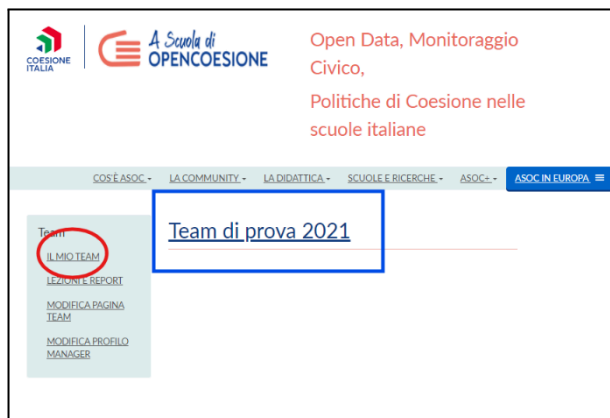 COESIONE
ITALIA
A Scuola di
OPENCOESIONE
Open Data, Monitoraggio
Civico,
Politiche di Coesione nelle
scuole italiane
COS'È ASOC
LA COMMUNITY
LA DIDATTICA
SCUOLE E RICERCHE
ASOC+
ASOC IN EUROPA
Team
IL MIO TEAM
LEZIONI E REPORT
MODIFICA PAGINA
TEAM
MODIFICA PROFILO
MANAGER
Team di prova 2021